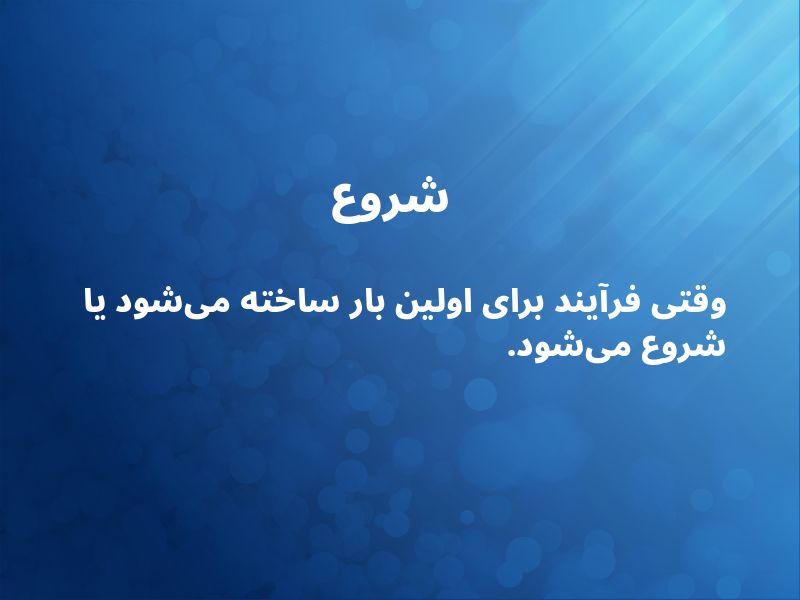 شروع
وقتی فرآیند برای اولین بار ساخته می‌شود یا
شروع می‌شود.